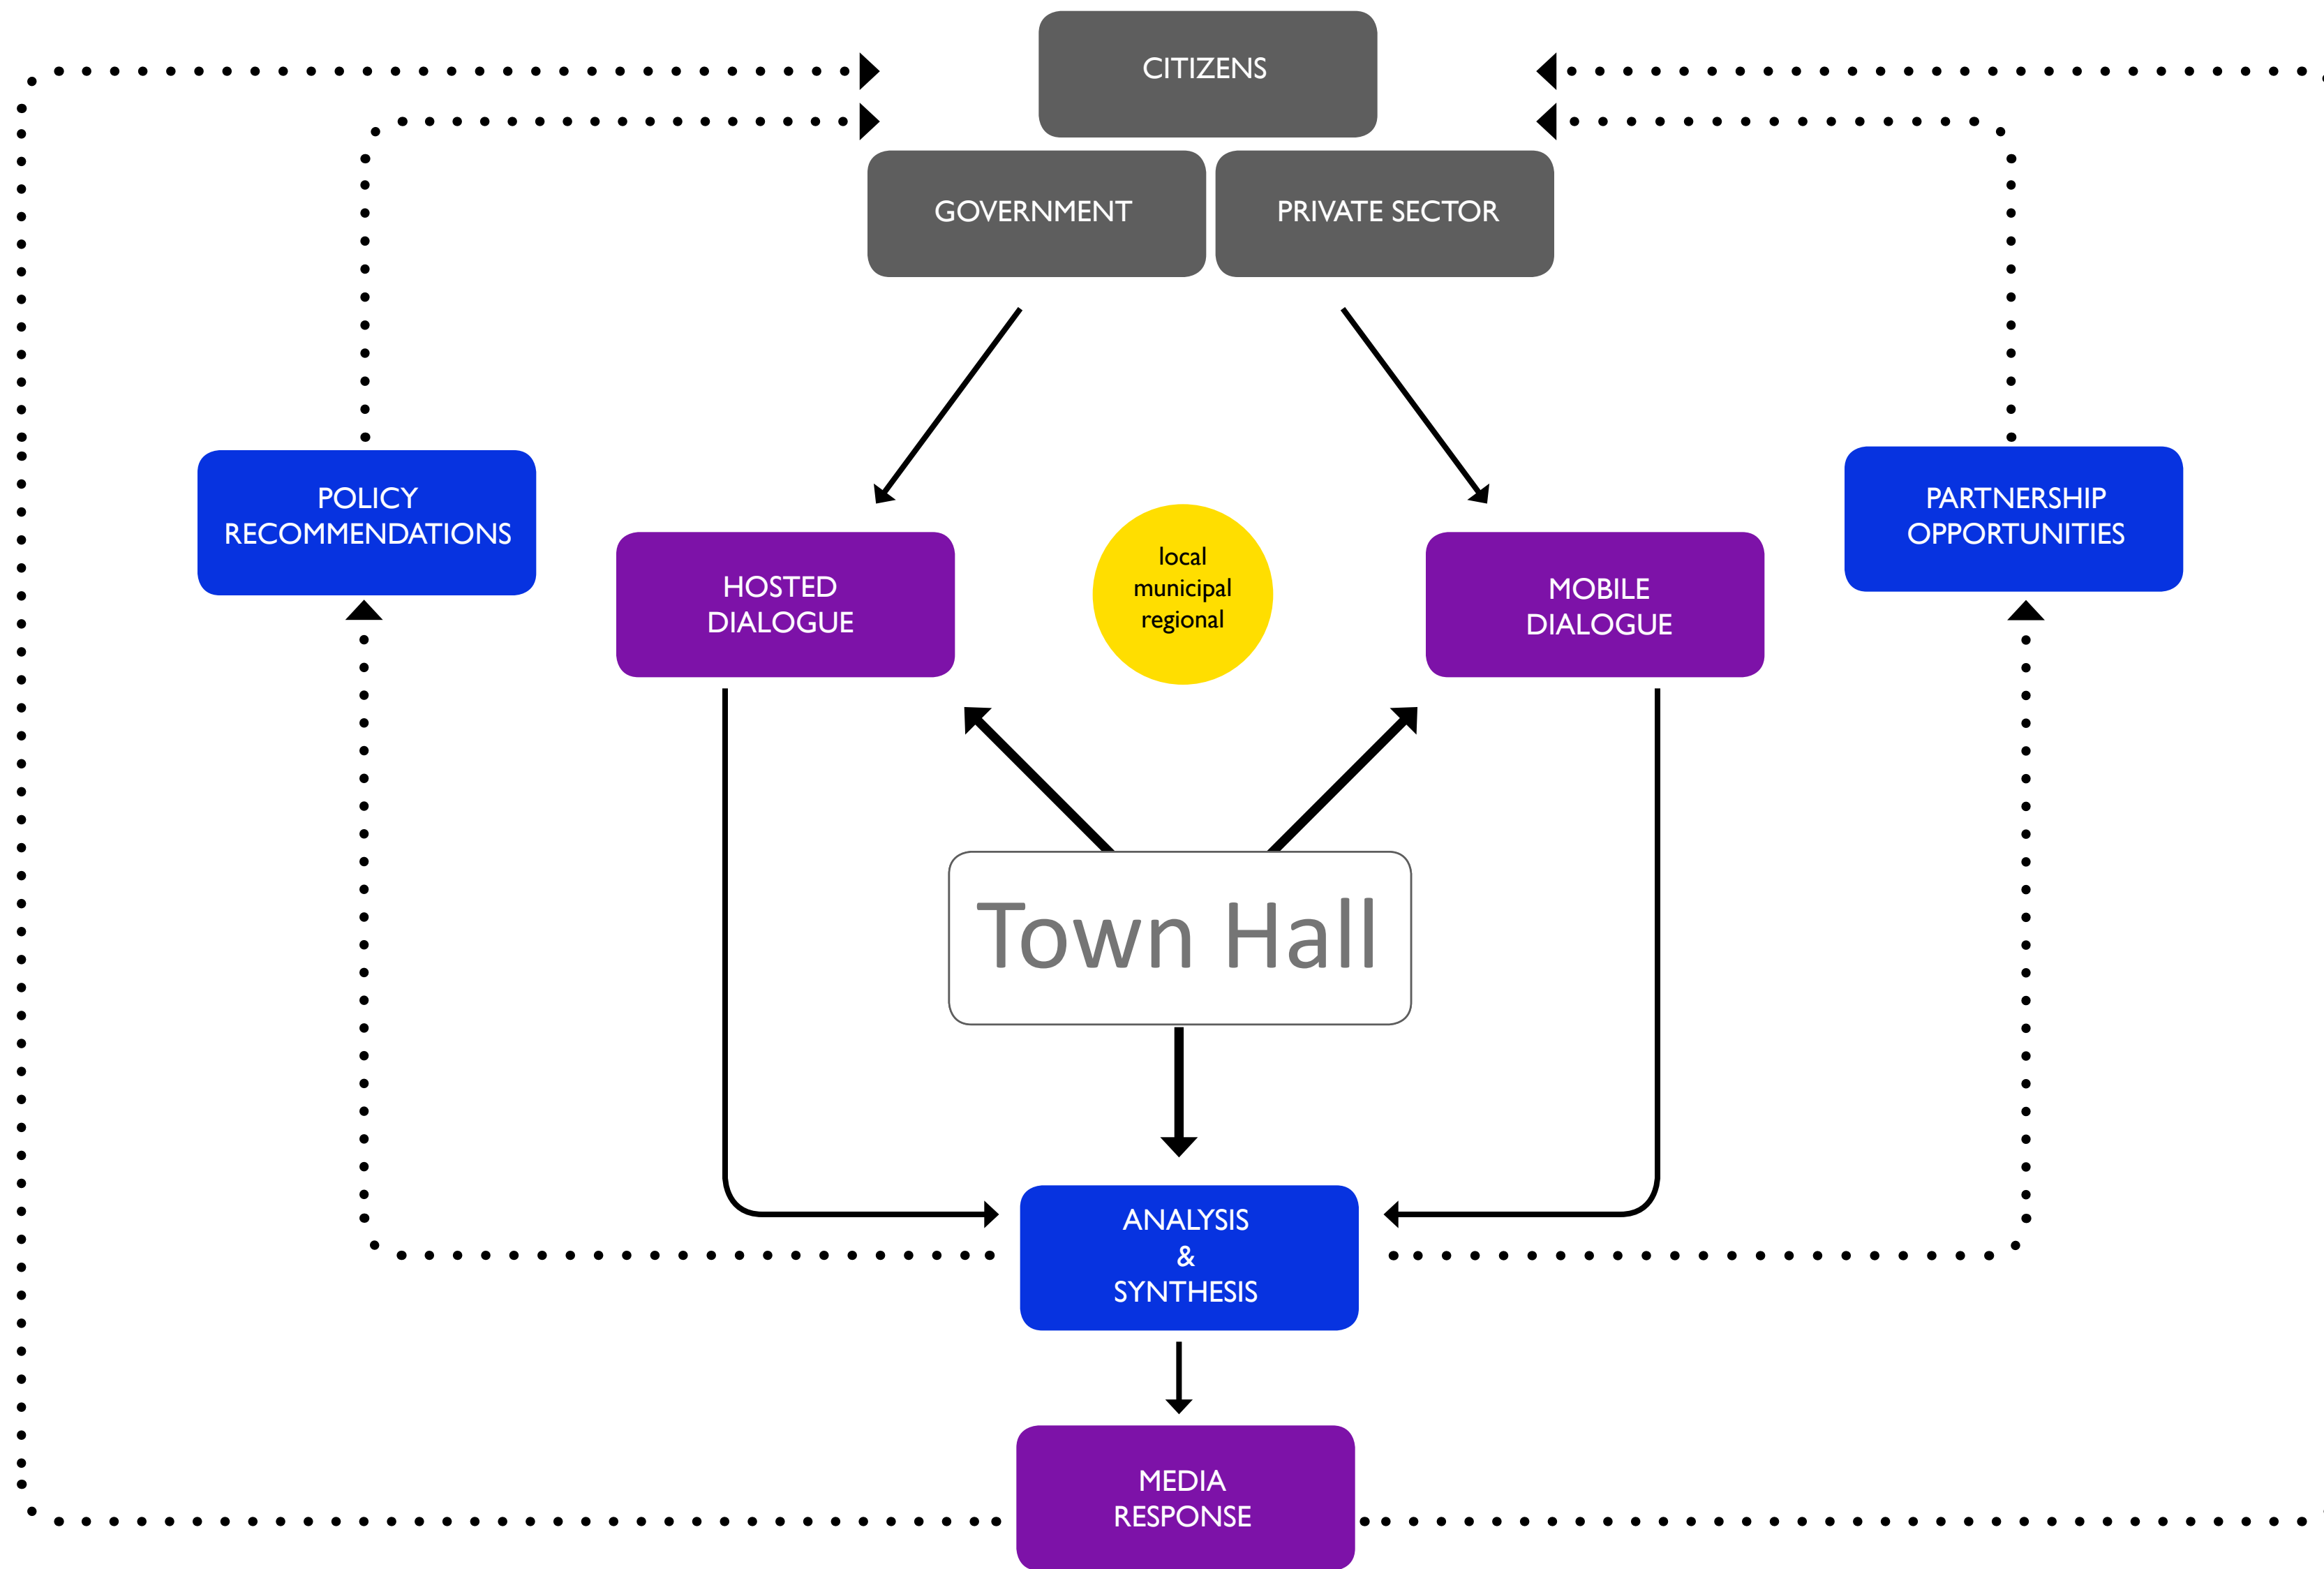 CITIZENS
GOVERNMENT
PRIVATE SECTOR
POLICY
RECOMMENDATIONS
PARTNERSHIP
OPPORTUNITIES
HOSTED
DIALOGUE
local
municipal
regional
MOBILE
DIALOGUE
Town Hall
ANALYSIS
&
SYNTHESIS
MEDIA
RESPONSE